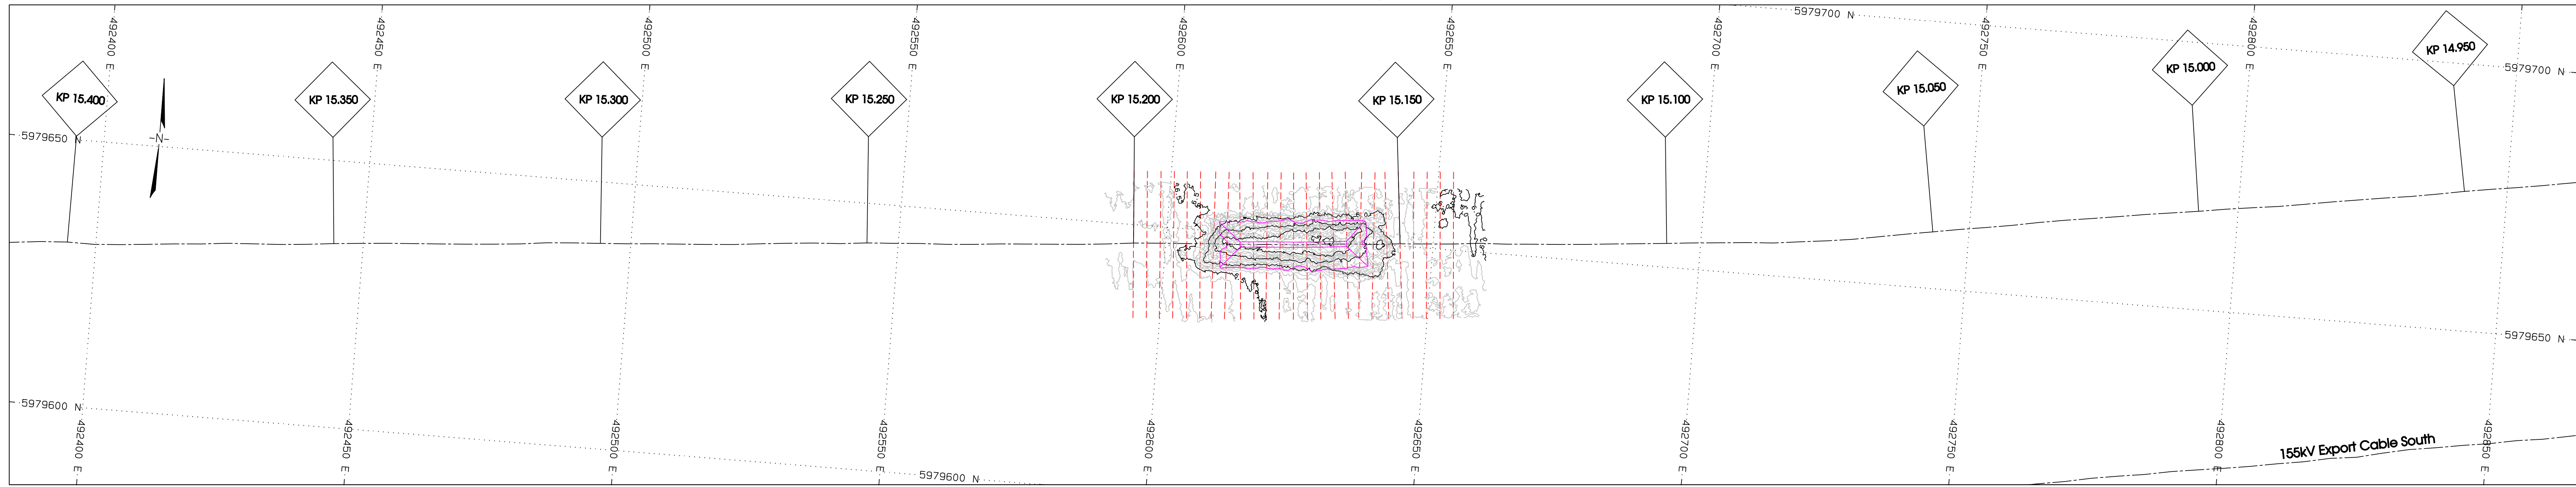 492400 E
492450 E
492500 E
492550 E
492600 E
492650 E
492700 E
492750 E
492800 E
5979700 N
5979700 N
KP 15.400
KP 15.350
KP 15.300
KP 15.250
KP 15.200
KP 15.150
KP 15.100
KP 15.050
KP 15.000
KP 14.950
5979650 N
-N-
5979650 N
5979600 N
5979600 N
492400 E
492450 E
492500 E
492550 E
492600 E
492650 E
492700 E
492750 E
492800 E
492850 E
155kV Export Cable South